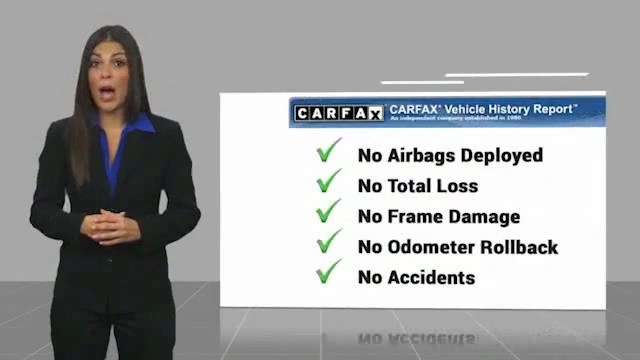 CARFAX CARFAX® Vehicle History Report™
An independent company established in 1986
No Airbags Deployed
No Total Loss
No Frame Damage
No Odometer Rollback
No Accidents